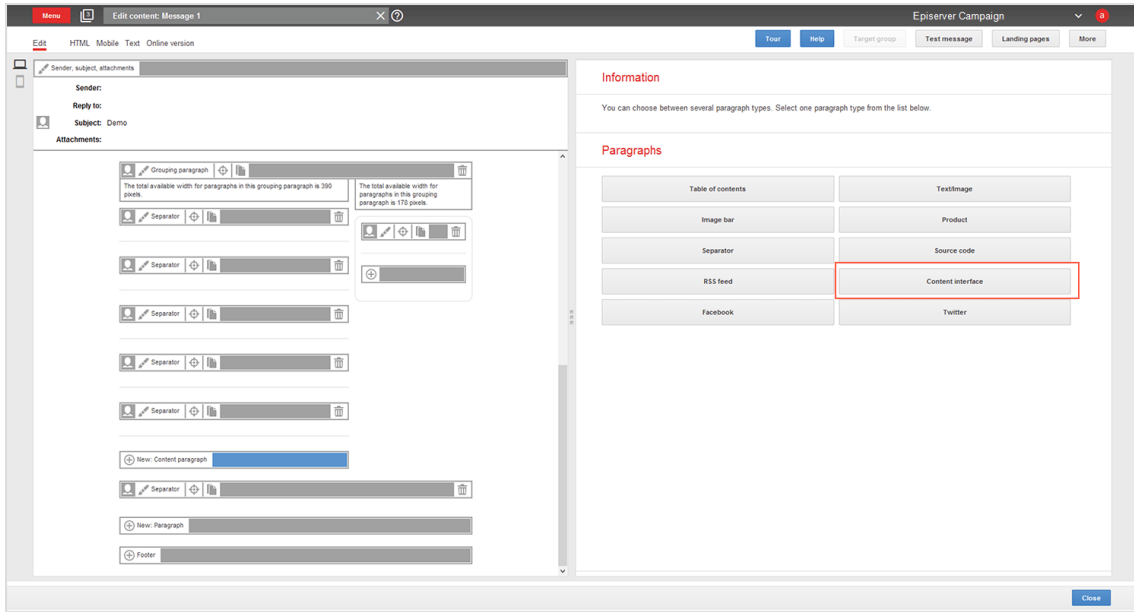 Menu
3
Edit content: Message 1
Episerver Campaign
a
Edit
HTML
Mobile
Text
Online version
Tour
Help
Target group
Test message
Landing pages
More
Sender, subject, attachments
Sender:
Reply to:
Subject: Demo
Attachments:
Grouping paragraph
The total available width for paragraphs in this grouping paragraph is 390
pixels.
The total available width for
paragraphs in this grouping
paragraph is 178 pixels.
Separator
Separator
Separator
Separator
Separator
New: Content paragraph
Separator
New: Paragraph
Footer
Information
You can choose between several paragraph types. Select one paragraph type from the list below.
Paragraphs
Table of contents
Text/Image
Image bar
Product
Separator
Source code
RSS feed
Content interface
Facebook
Twitter
Close